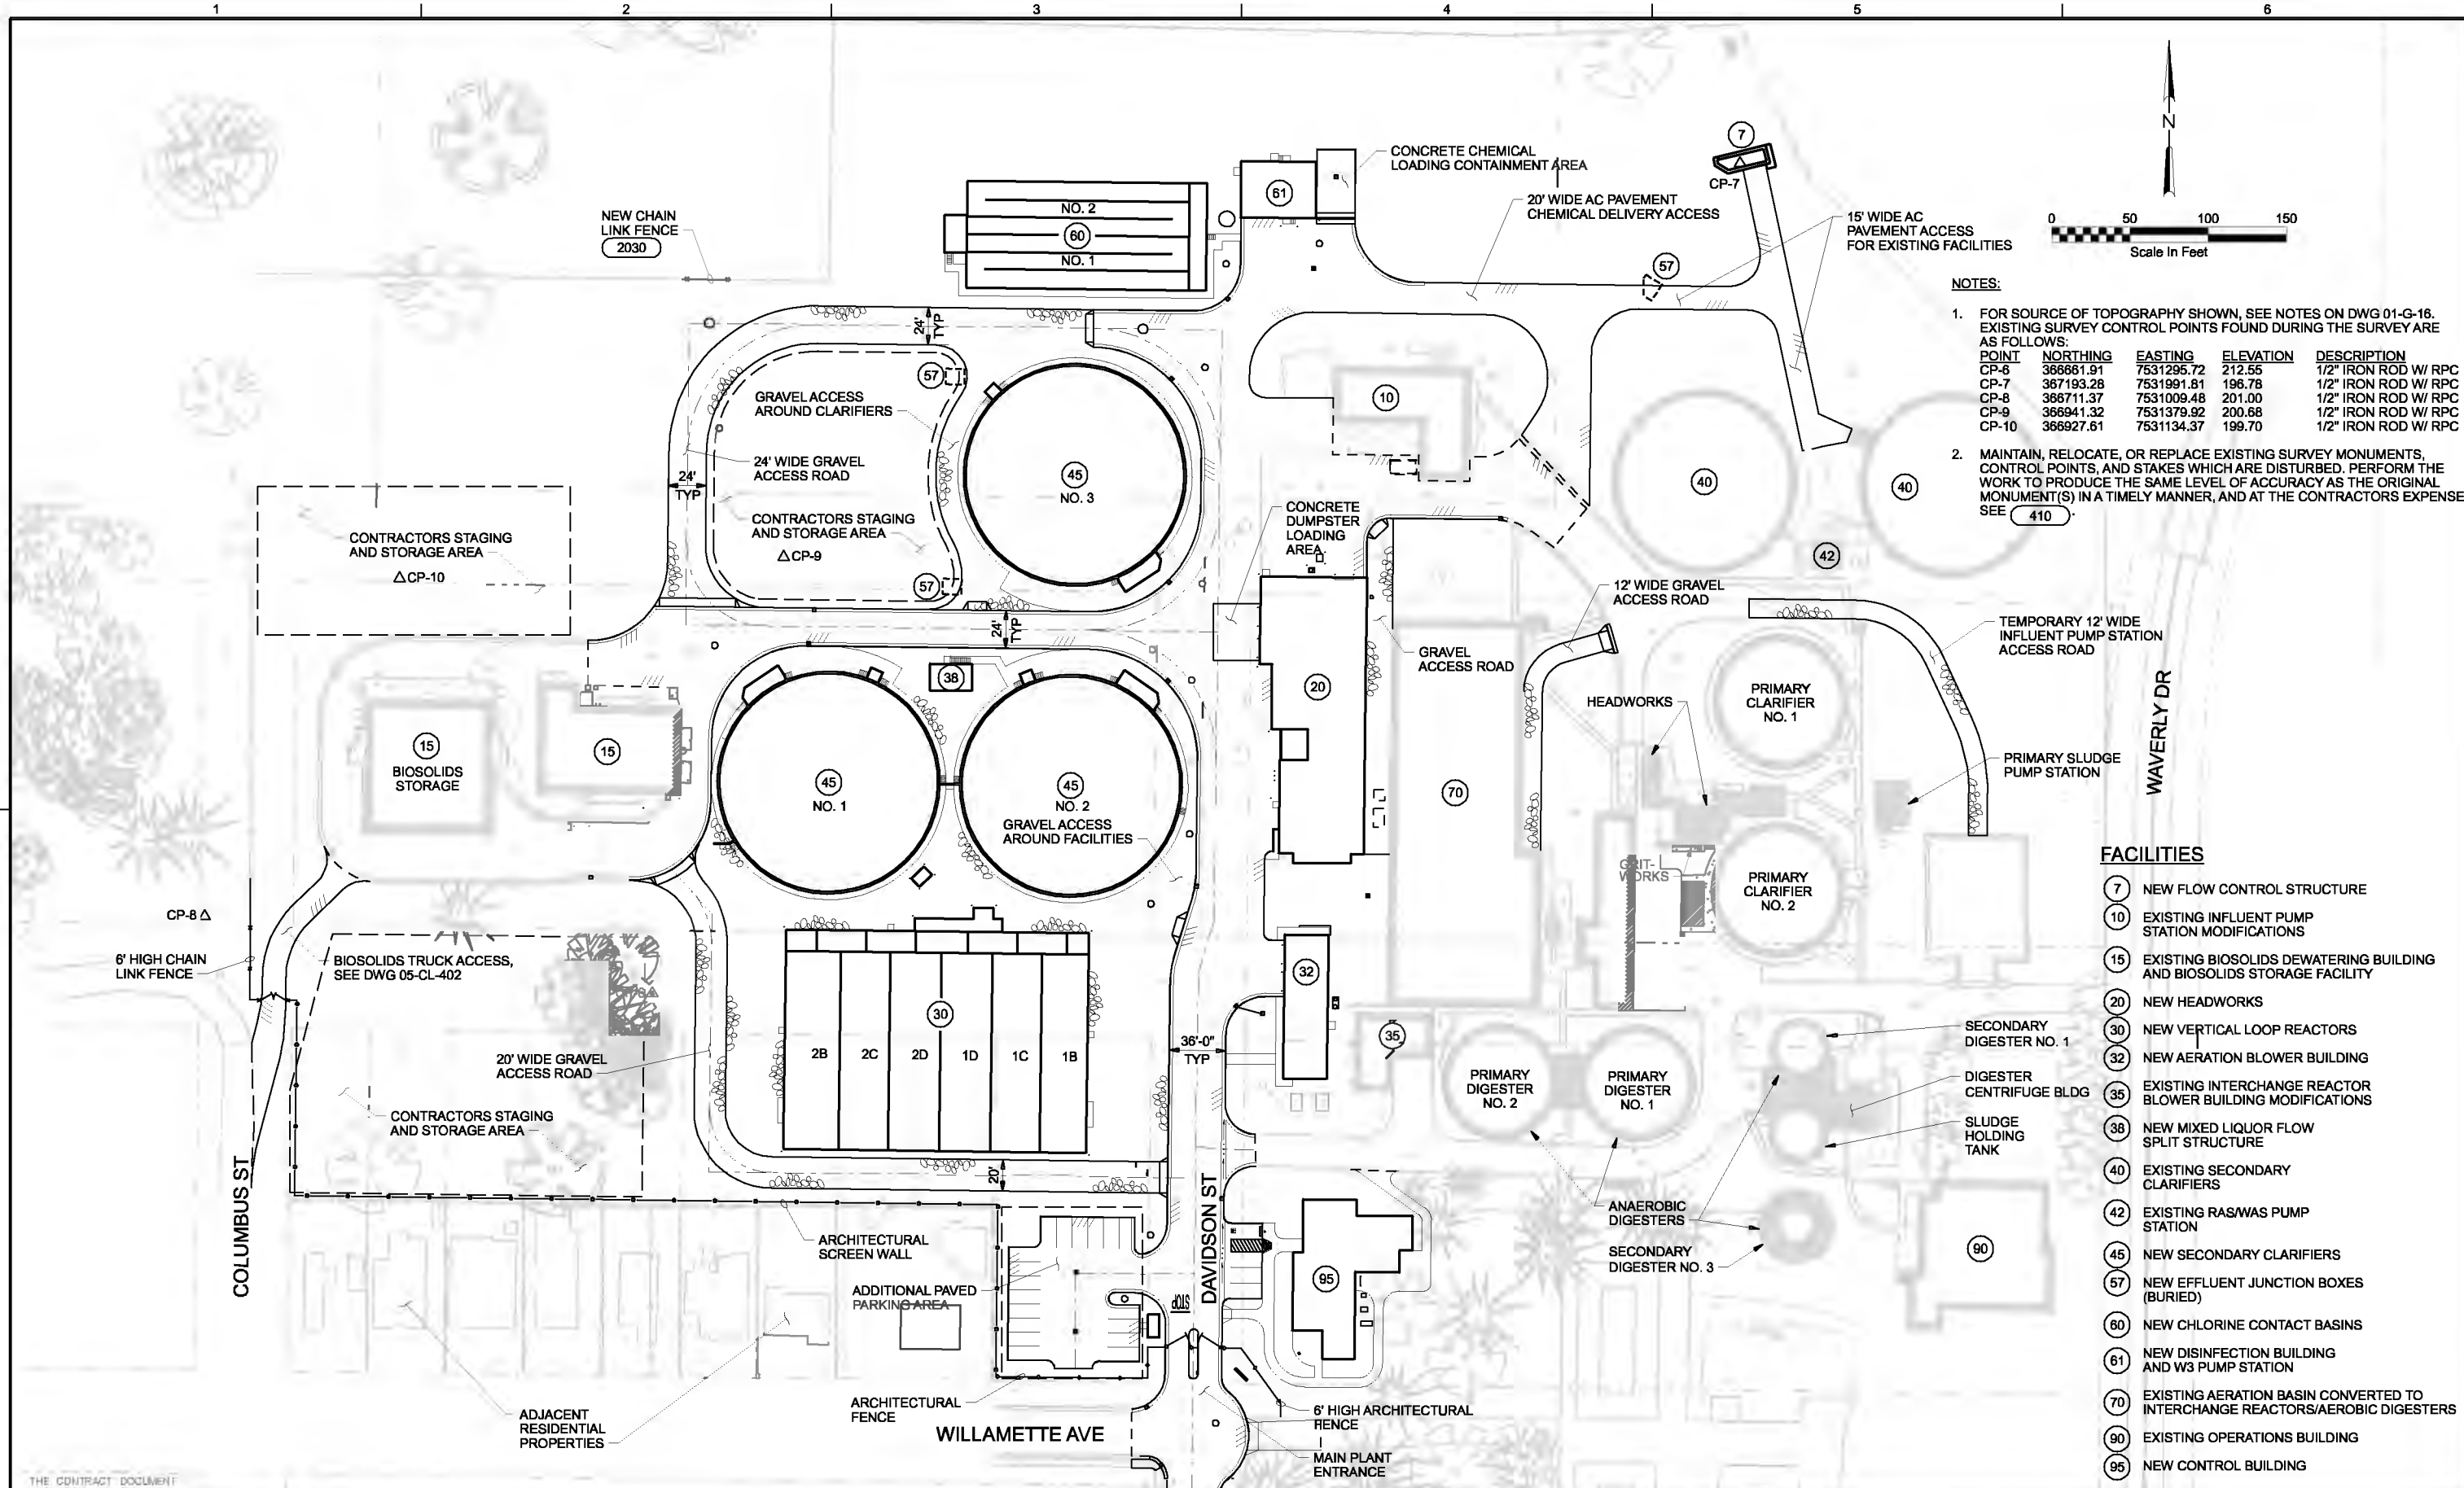 1 2 3 4 5 6
CONCRETE CHEMICAL
LOADING CONTAINMENT AREA
20' WIDE AC PAVEMENT
CHEMICAL DELIVERY ACCESS
7
CP-7
15' WIDE AC
PAVEMENT ACCESS
FOR EXISTING FACILITIES
N
0 50 100 150
Scale In Feet
NEW CHAIN
LINK FENCE
2030
NO. 2
60
NO. 1
61
57
24'
TYP
57
GRAVEL ACCESS
AROUND CLARIFIERS
24' WIDE GRAVEL
ACCESS ROAD
24'
TYP
CONTRACTORS STAGING
AND STORAGE AREA
CP-9
57
45
NO. 3
10
CONCRETE
DUMPSTER
LOADING
AREA
40
40
42
NOTES:
1. FOR SOURCE OF TOPOGRAPHY SHOWN, SEE NOTES ON DWG 01-G-16.
EXISTING SURVEY CONTROL POINTS FOUND DURING THE SURVEY ARE
AS FOLLOWS:
POINT NORTHING EASTING ELEVATION DESCRIPTION
CP-6 366661.91 7531295.72 212.55 1/2" IRON ROD W/ RPC
CP-7 367193.28 7531991.81 196.78 1/2" IRON ROD W/ RPC
CP-8 366711.37 7531009.48 201.00 1/2" IRON ROD W/ RPC
CP-9 366941.32 7531379.92 200.68 1/2" IRON ROD W/ RPC
CP-10 366927.61 7531134.37 199.70 1/2" IRON ROD W/ RPC
2. MAINTAIN, RELOCATE, OR REPLACE EXISTING SURVEY MONUMENTS,
CONTROL POINTS, AND STAKES WHICH ARE DISTURBED. PERFORM THE
WORK TO PRODUCE THE SAME LEVEL OF ACCURACY AS THE ORIGINAL
MONUMENT(S) IN A TIMELY MANNER, AND AT THE CONTRACTORS EXPENSE
SEE 410.
CONTRACTORS STAGING
AND STORAGE AREA
CP-10
24'
TYP
12' WIDE GRAVEL
ACCESS ROAD
GRAVEL
ACCESS ROAD
TEMPORARY 12' WIDE
INFLUENT PUMP STATION
ACCESS ROAD
WAVERLY DR
15
BIOSOLIDS
STORAGE
15
38
45
NO. 1
45
NO. 2
GRAVEL ACCESS
AROUND FACILITIES
20
70
HEADWORKS
PRIMARY
CLARIFIER
NO. 1
PRIMARY SLUDGE
PUMP STATION
GRIT-
WORKS
PRIMARY
CLARIFIER
NO. 2
CP-8
6' HIGH CHAIN
LINK FENCE
BIOSOLIDS TRUCK ACCESS,
SEE DWG 05-CL-402
20' WIDE GRAVEL
ACCESS ROAD
CONTRACTORS STAGING
AND STORAGE AREA
30
2B 2C 2D 1D 1C 1B
36'-0"
TYP
32
35
PRIMARY
DIGESTER
NO. 2
PRIMARY
DIGESTER
NO. 1
SECONDARY
DIGESTER NO. 1
DIGESTER
CENTRIFUGE BLDG
SLUDGE
HOLDING
TANK
20'
COLUMBUS ST
ARCHITECTURAL
SCREEN WALL
ADDITIONAL PAVED
PARKING AREA
DAVIDSON ST
STOP
95
ANAEROBIC
DIGESTERS
SECONDARY
DIGESTER NO. 3
90
ADJACENT
RESIDENTIAL
PROPERTIES
ARCHITECTURAL
FENCE
WILLAMETTE AVE
6' HIGH ARCHITECTURAL
FENCE
MAIN PLANT
ENTRANCE
FACILITIES
7 NEW FLOW CONTROL STRUCTURE
10 EXISTING INFLUENT PUMP
STATION MODIFICATIONS
15 EXISTING BIOSOLIDS DEWATERING BUILDING
AND BIOSOLIDS STORAGE FACILITY
20 NEW HEADWORKS
30 NEW VERTICAL LOOP REACTORS
32 NEW AERATION BLOWER BUILDING
35 EXISTING INTERCHANGE REACTOR
BLOWER BUILDING MODIFICATIONS
38 NEW MIXED LIQUOR FLOW
SPLIT STRUCTURE
40 EXISTING SECONDARY
CLARIFIERS
42 EXISTING RAS/WAS PUMP
STATION
45 NEW SECONDARY CLARIFIERS
57 NEW EFFLUENT JUNCTION BOXES
(BURIED)
60 NEW CHLORINE CONTACT BASINS
61 NEW DISINFECTION BUILDING
AND W3 PUMP STATION
70 EXISTING AERATION BASIN CONVERTED TO
INTERCHANGE REACTORS/AEROBIC DIGESTERS
90 EXISTING OPERATIONS BUILDING
95 NEW CONTROL BUILDING
THE CONTRACT DOCUMENT